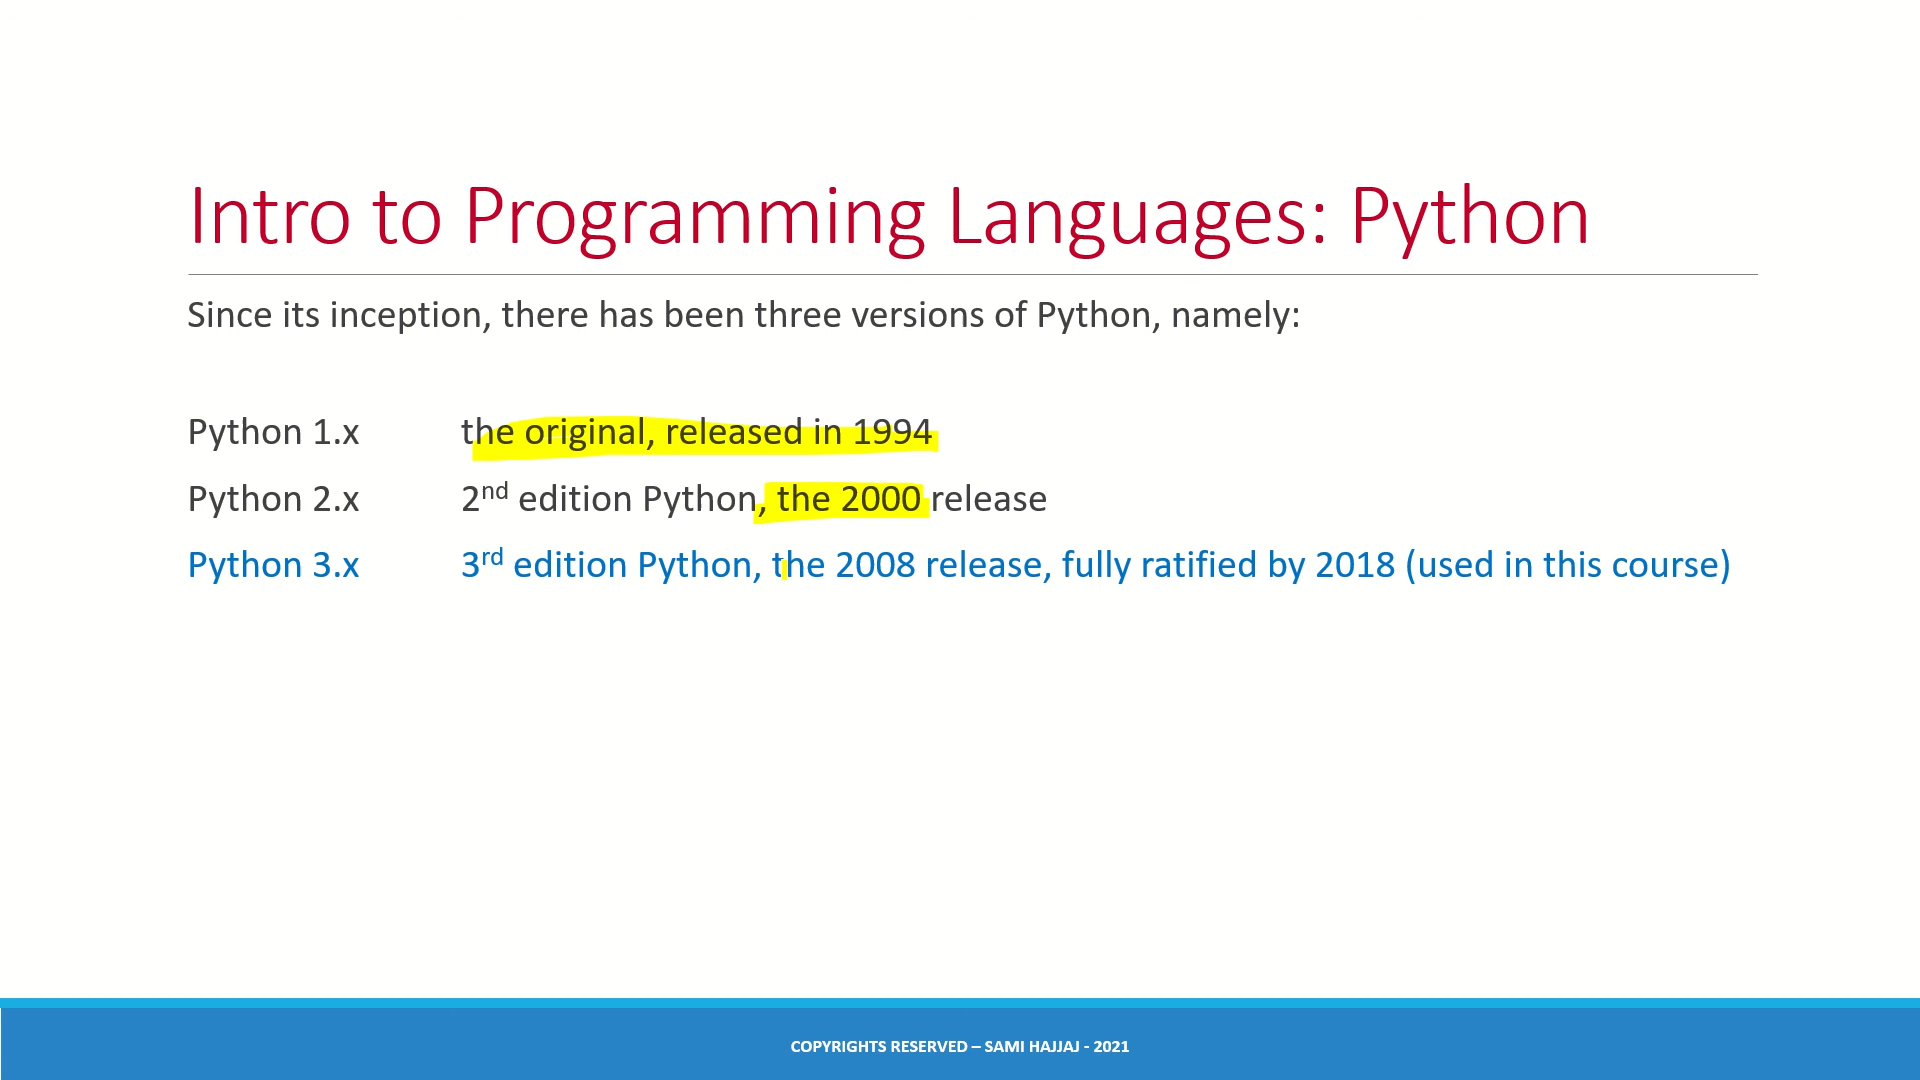 Intro to Programming Languages: Python
Since its inception, there has been three versions of Python, namely:
Python 1.x the original, released in 1994
Python 2.x 2nd edition Python, the 2000 release
Python 3.x 3rd edition Python, the 2008 release, fully ratified by 2018 (used in this course)
COPYRIGHTS RESERVED – SAMI HAJJAJ - 2021